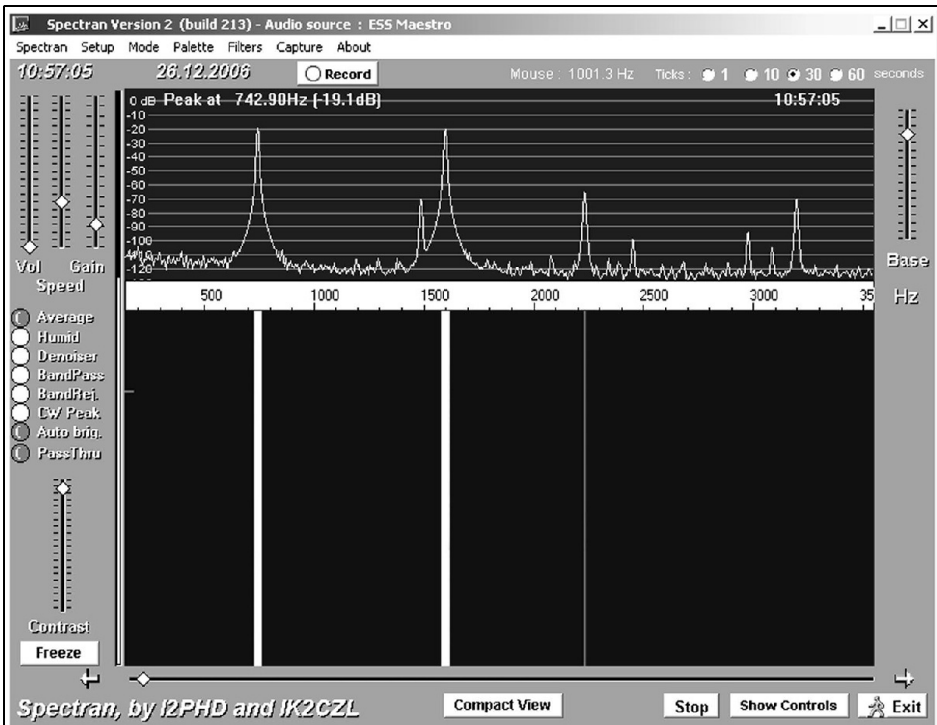 Spectran Version 2 (build 213) - Audio source : ESS Maestro
Spectran Setup Mode Palette Filters Capture About
10:57:05 26.12.2006 Record Mouse : 1001.3 Hz Ticks : 1 10 30 60 seconds
0 dB Peak at 742.90Hz (-19.1dB) 10:57:05
-10
-20
-30
-40
-50
-60
-70
-80
-90
-100
-110
-120
Vol Gain
Speed
Base
500 1000 1500 2000 2500 3000 35 Hz
Average
Humid
Denoiser
BandPass
BandRej.
CW Peak
Auto brig.
PassThru
Contrast
Freeze
Spectran, by I2PHD and IK2CZL
Compact View Stop Show Controls Exit